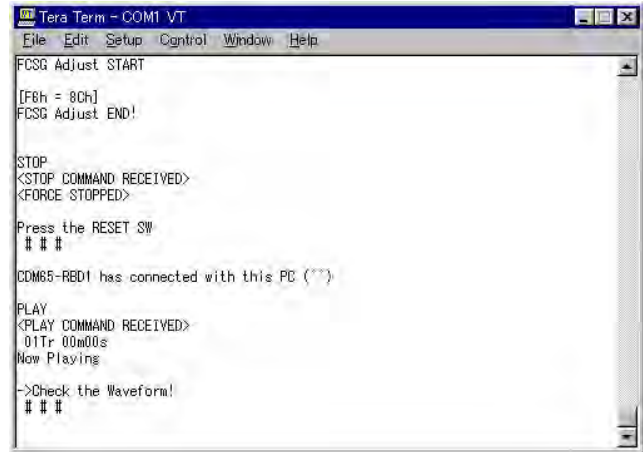 Tera Term - COM1 VT
File Edit Setup Control Window Help
FCSG Adjust START
[F6h = 8Ch]
FCSG Adjust END!
STOP
<STOP COMMAND RECEIVED>
<FORCE STOPPED>
Press the RESET SW
# # #
CDM65-RBD1 has connected with this PC (^^)
PLAY
<PLAY COMMAND RECEIVED>
01Tr 00m00s
Now Playing
->Check the Waveform!
# # #